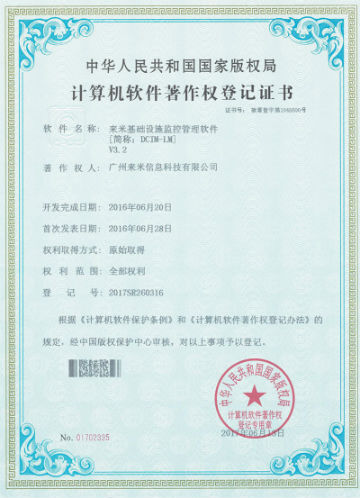 中华人民共和国国家版权局
计算机软件著作权登记证书
证书号： 软著登字第1845600号
软件名称： 来米基础设施监控管理软件
[简称：DCIM-LM]
V3.2
著作权人： 广州来米信息科技有限公司
开发完成日期： 2016年06月20日
首次发表日期： 2016年06月28日
权利取得方式： 原始取得
权利范围： 全部权利
登记号： 2017SR260316
根据《计算机软件保护条例》和《计算机软件著作权登记办法》的
规定，经中国版权保护中心审核，对以上事项予以登记。
中华人民共和国国家版权局
计算机软件著作权
登记专用章
2017年06月13日
No. 01702335